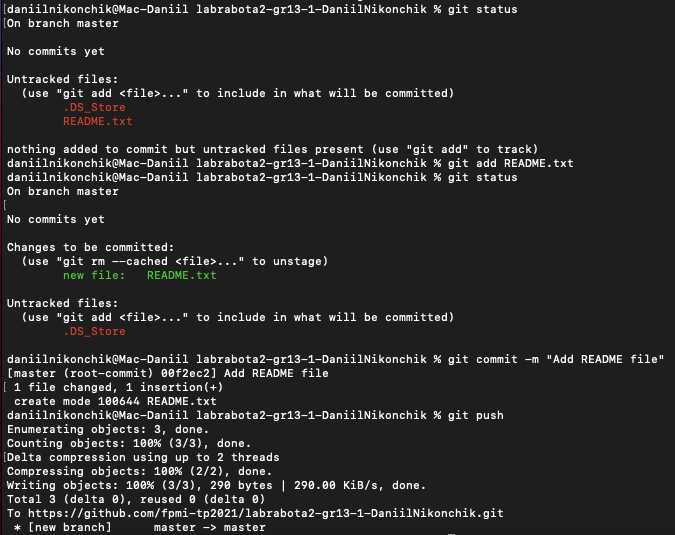 [daniilnikonchik@Mac-Daniil labrabota2-gr13-1-DaniilNikonchik % git status
[On branch master
No commits yet
Untracked files:
(use "git add <file>..." to include in what will be committed)
.DS_Store
README.txt
nothing added to commit but untracked files present (use "git add" to track)
daniilnikonchik@Mac-Daniil labrabota2-gr13-1-DaniilNikonchik % git add README.txt
daniilnikonchik@Mac-Daniil labrabota2-gr13-1-DaniilNikonchik % git status
On branch master
[
No commits yet
Changes to be committed:
(use "git rm --cached <file>..." to unstage)
new file:   README.txt
Untracked files:
(use "git add <file>..." to include in what will be committed)
.DS_Store
daniilnikonchik@Mac-Daniil labrabota2-gr13-1-DaniilNikonchik % git commit -m "Add README file"
[master (root-commit) 00f2ec2] Add README file
[ 1 file changed, 1 insertion(+)
create mode 100644 README.txt
daniilnikonchik@Mac-Daniil labrabota2-gr13-1-DaniilNikonchik % git push
Enumerating objects: 3, done.
Counting objects: 100% (3/3), done.
[Delta compression using up to 2 threads
Compressing objects: 100% (2/2), done.
Writing objects: 100% (3/3), 290 bytes | 290.00 KiB/s, done.
Total 3 (delta 0), reused 0 (delta 0)
To https://github.com/fpmi-tp2021/labrabota2-gr13-1-DaniilNikonchik.git
* [new branch]      master -> master